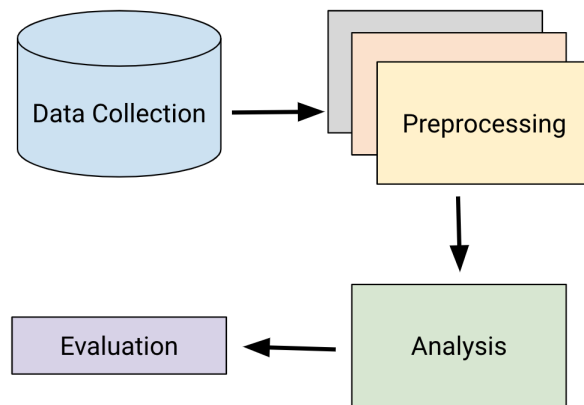 Data Collection
Preprocessing
Analysis
Evaluation